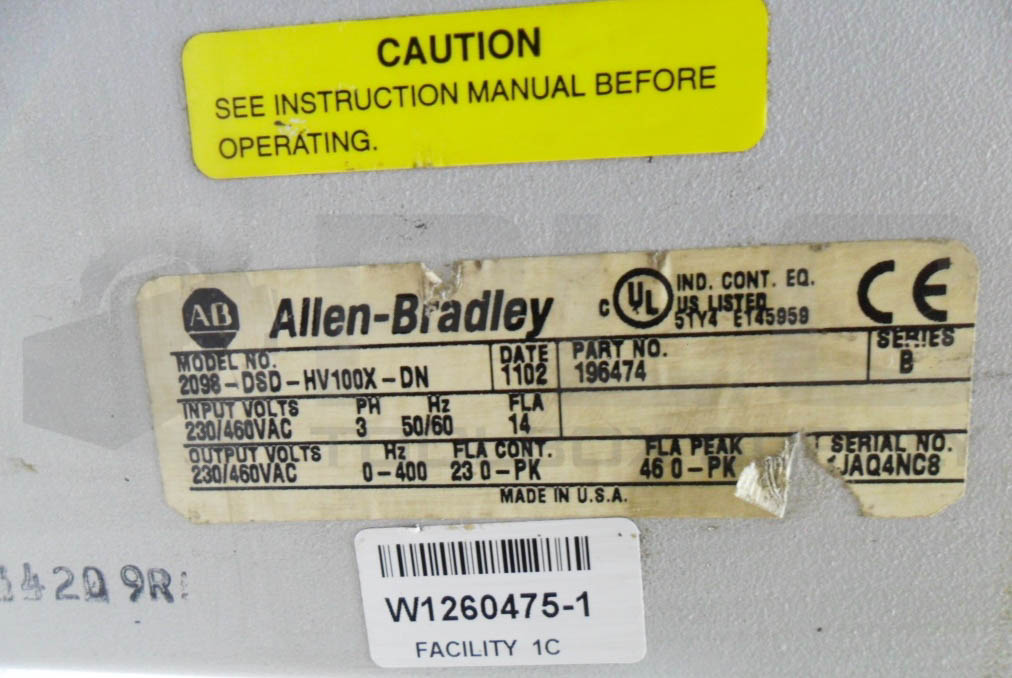 CAUTION
SEE INSTRUCTION MANUAL BEFORE
OPERATING.
AB Allen-Bradley
c UL IND. CONT. EQ.
US LISTED
5TY4 E145959
CE
MODEL NO.
2098-DSD-HV100X-DN
DATE
1102
PART NO.
196474
SERIES
B
INPUT VOLTS PH Hz FLA
230/460VAC 3 50/60 14
OUTPUT VOLTS Hz FLA CONT. FLA PEAK SERIAL NO.
230/460VAC 0-400 23 0-PK 46 0-PK 1JAQ4NC8
MADE IN U.S.A.
W1260475-1
FACILITY 1C